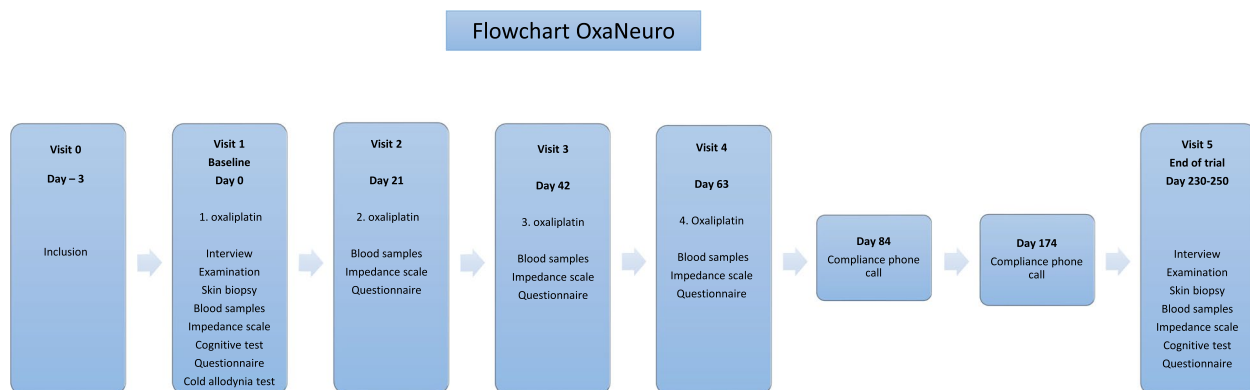 Flowchart OxaNeuro
Visit 0
Day – 3
Inclusion
Visit 1
Baseline
Day 0
1. oxaliplatin
Interview
Examination
Skin biopsy
Blood samples
Impedance scale
Cognitive test
Questionnaire
Cold allodynia test
Visit 2
Day 21
2. oxaliplatin
Blood samples
Impedance scale
Questionnaire
Visit 3
Day 42
3. oxaliplatin
Blood samples
Impedance scale
Questionnaire
Visit 4
Day 63
4. Oxaliplatin
Blood samples
Impedance scale
Questionnaire
Day 84
Compliance phone
call
Day 174
Compliance phone
call
Visit 5
End of trial
Day 230-250
Interview
Examination
Skin biopsy
Blood samples
Impedance scale
Cognitive test
Questionnaire